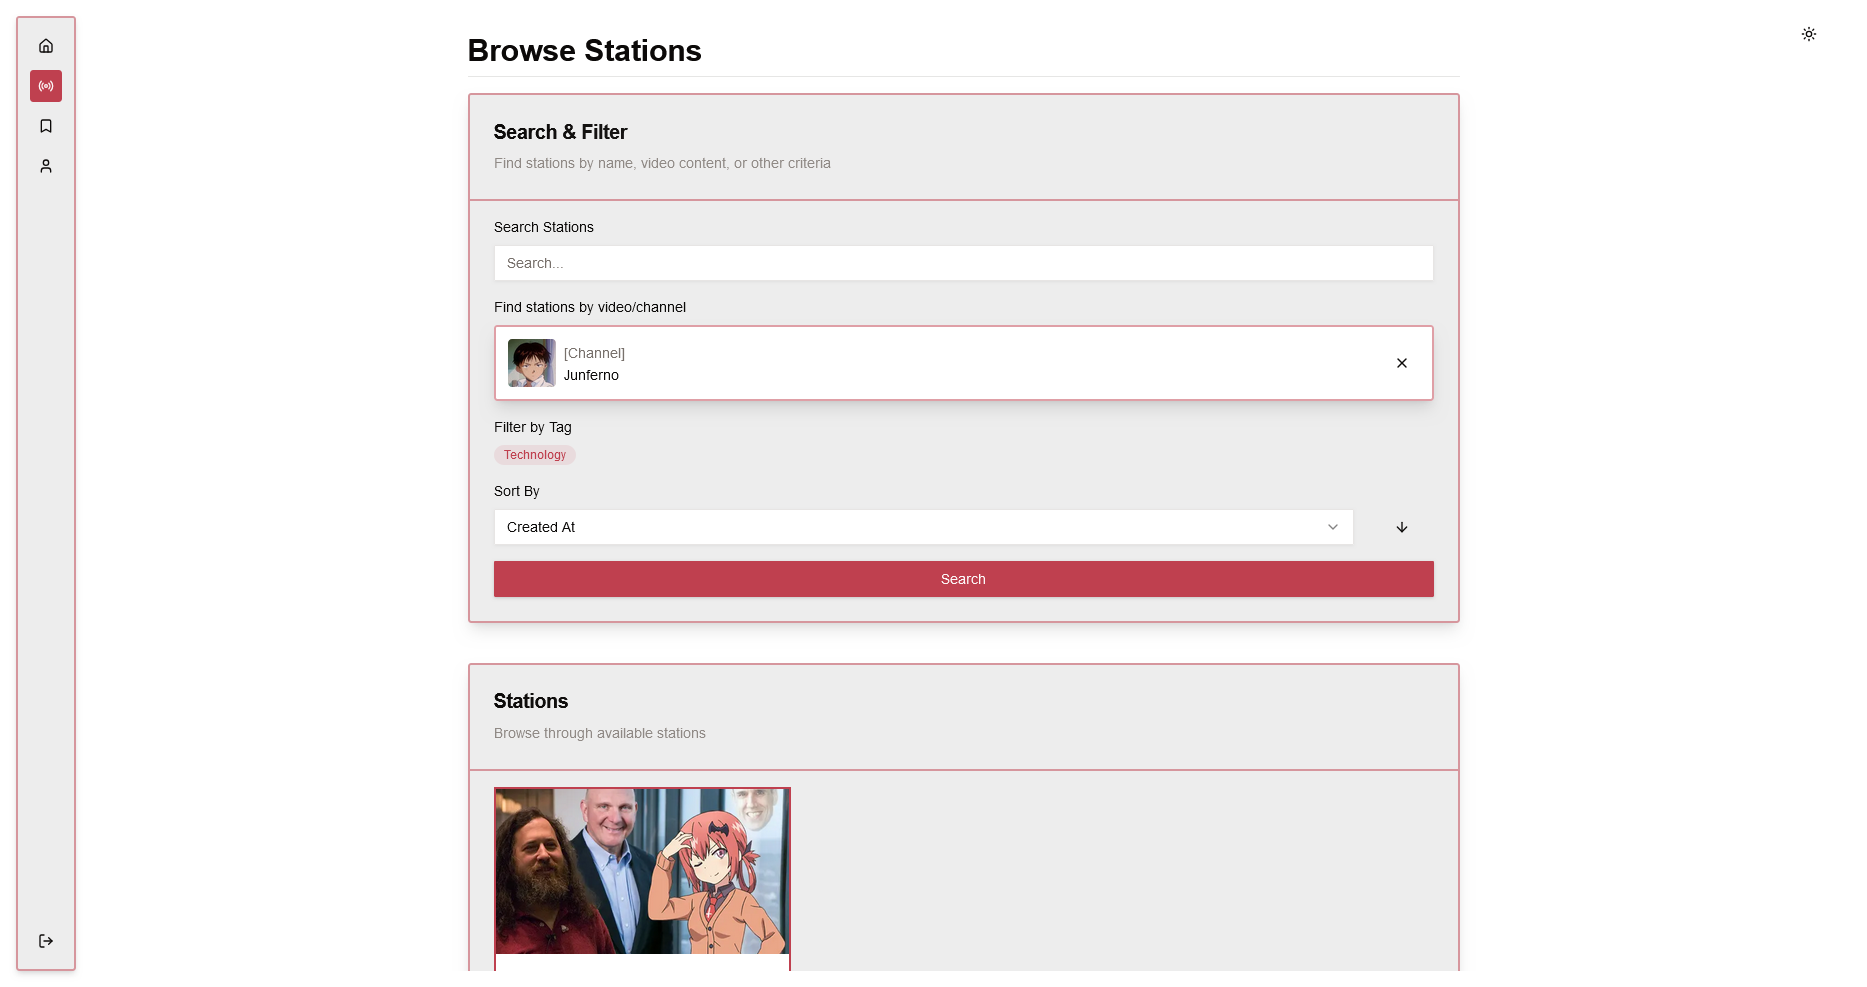 Browse Stations
Search & Filter
Find stations by name, video content, or other criteria
Search Stations
Search...
Find stations by video/channel
[Channel]
Junferno
Filter by Tag
Technology
Sort By
Created At
Search
Stations
Browse through available stations